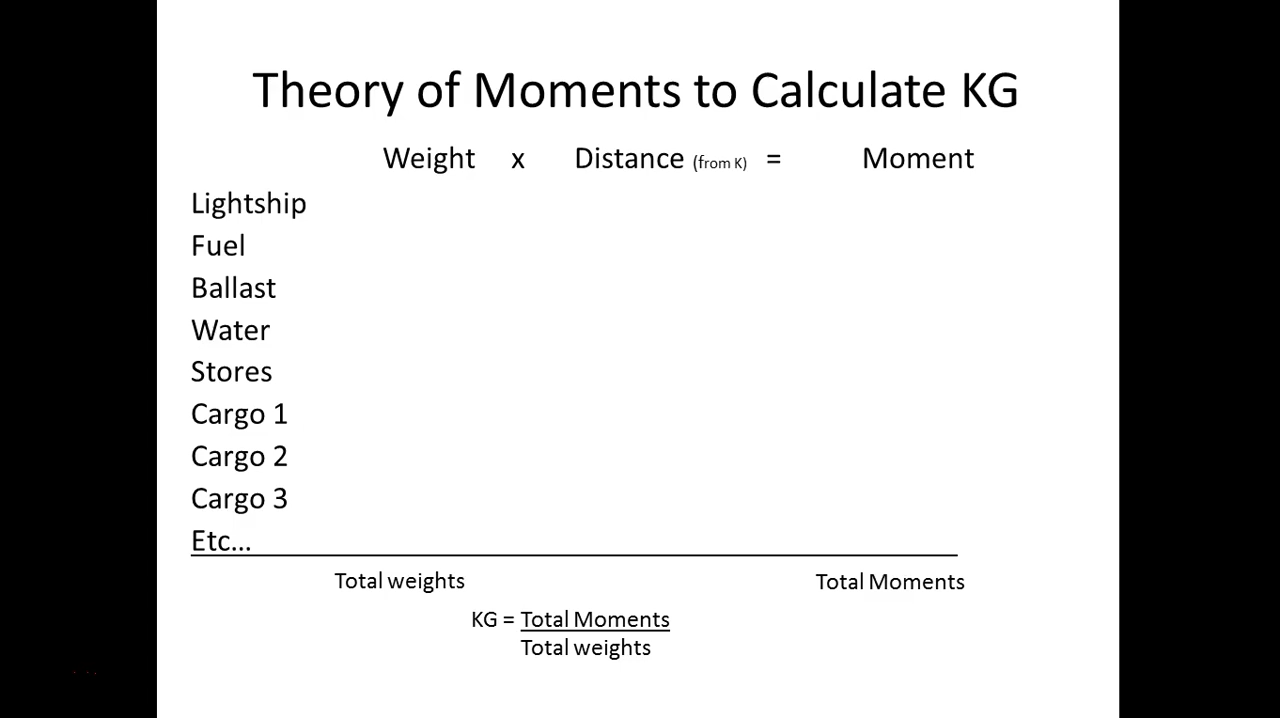 Theory of Moments to Calculate KG
Weight x Distance (from K) = Moment
Lightship
Fuel
Ballast
Water
Stores
Cargo 1
Cargo 2
Cargo 3
Etc…
Total weights Total Moments
KG = Total Moments
Total weights